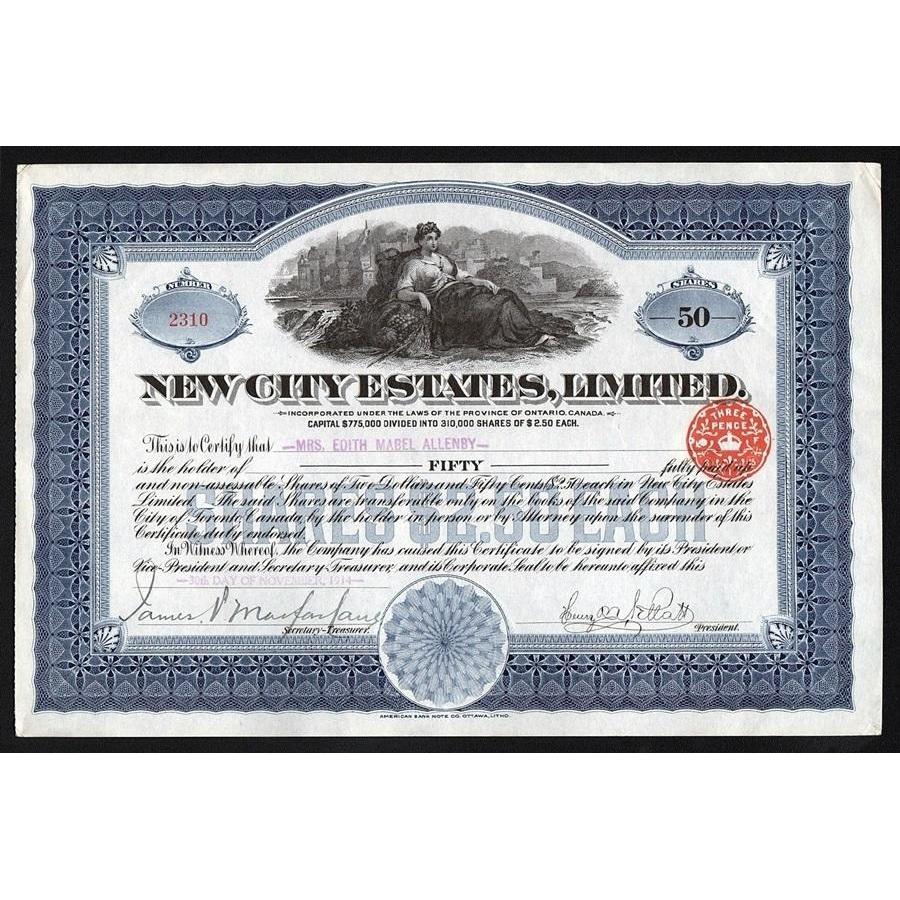 NUMBER
2310
SHARES
50
NEW CITY ESTATES, LIMITED.
INCORPORATED UNDER THE LAWS OF THE PROVINCE OF ONTARIO, CANADA.
CAPITAL $775,000 DIVIDED INTO 310,000 SHARES OF $2.50 EACH.
THREE PENCE
This is to Certify that —MRS. EDITH MABEL ALLENBY—
is the holder of FIFTY fully paid up
and non-assessable Shares of Two Dollars and Fifty Cents ($2.50) each in New City Estates
Limited. The said Shares are transferable only on the books of the said Company in the
City of Toronto, Canada, by the holder in person or by Attorney upon the surrender of this
Certificate duly endorsed.
SHARES $2.50 EACH
In Witness Whereof, the Company has caused this Certificate to be signed by its President or
Vice-President and Secretary-Treasurer, and its Corporate Seal to be hereunto affixed this
—30th DAY OF NOVEMBER, 1914—
James P. Macfarlane
Secretary-Treasurer.
President.
AMERICAN BANK NOTE CO. OTTAWA, LITHO.